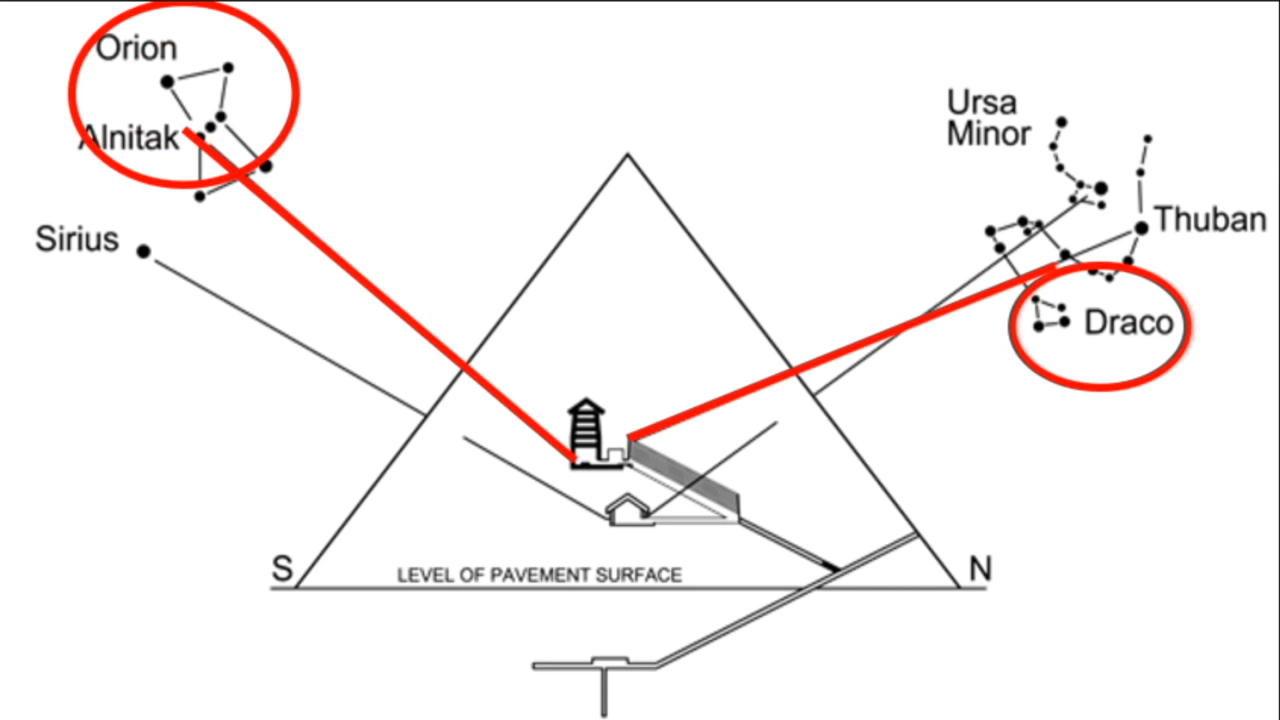 Orion
Alnitak
Sirius
Ursa
Minor
Thuban
Draco
S
LEVEL OF PAVEMENT SURFACE
N